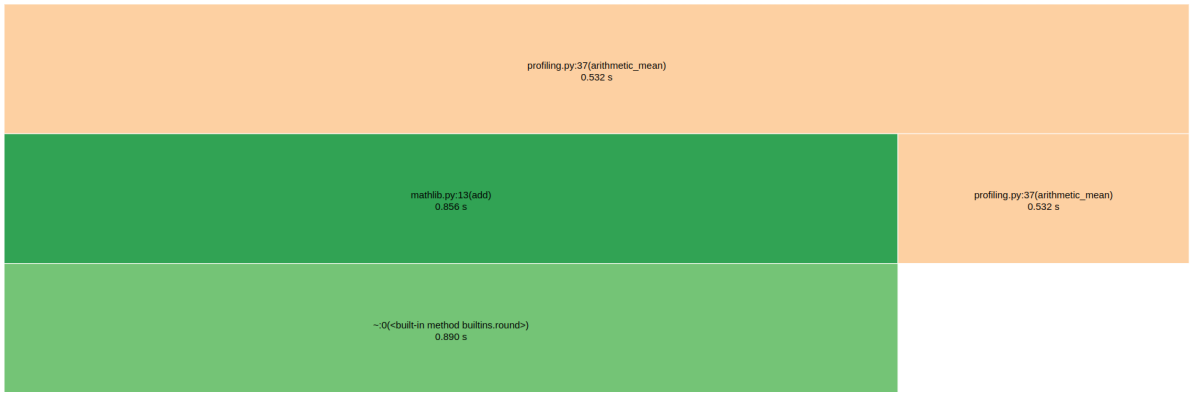 profiling.py:37(arithmetic_mean)
0.532 s
mathlib.py:13(add)
0.856 s
profiling.py:37(arithmetic_mean)
0.532 s
~:0(<built-in method builtins.round>)
0.890 s